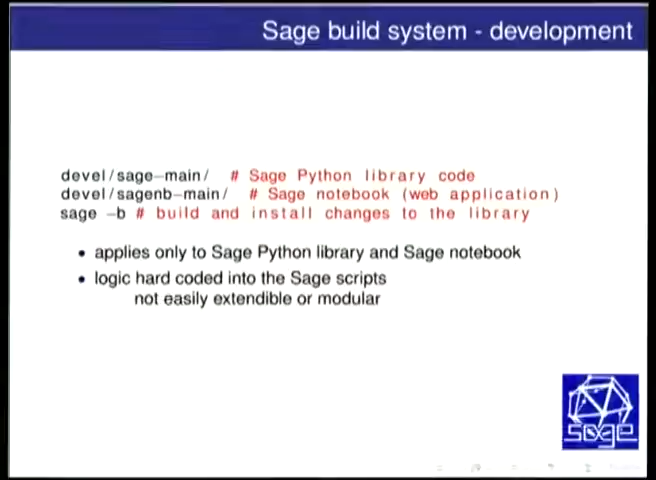 Sage build system - development
devel/sage-main/ # Sage Python library code
devel/sagenb-main/ # Sage notebook (web application)
sage -b # build and install changes to the library
• applies only to Sage Python library and Sage notebook
• logic hard coded into the Sage scripts
not easily extendible or modular
sage